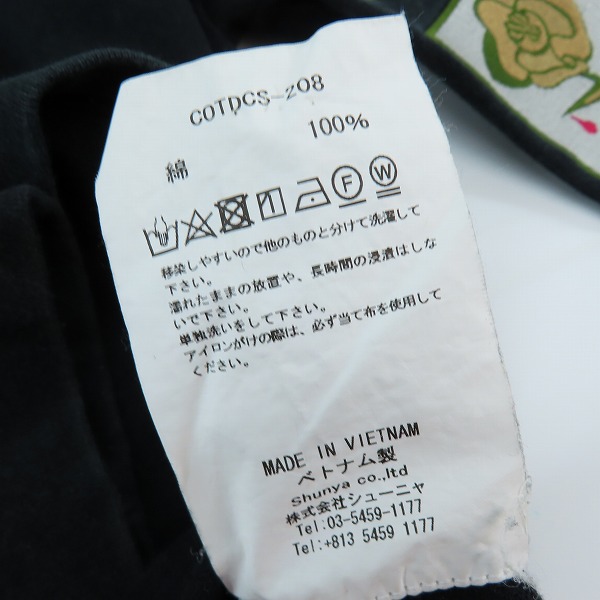 COTDCS-z08
綿 100%
F W
移染しやすいので他のものと分けて洗濯して
下さい。
濡れたままの放置や、長時間の浸漬はしな
いで下さい。
単独洗いをして下さい。
アイロンがけの際は、必ず当て布を使用して
ください。
MADE IN VIETNAM
ベトナム製
Shunya co.,ltd
株式会社シューニャ
Tel:03-5459-1177
Tel:+813 5459 1177